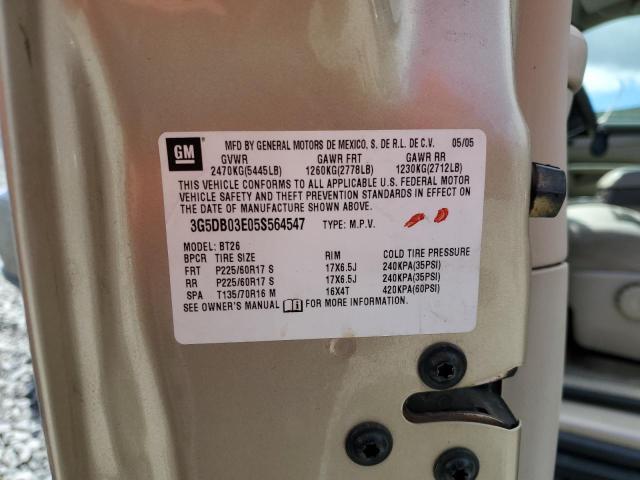 GM
MFD BY GENERAL MOTORS DE MEXICO, S. DE R.L. DE C.V. 05/05
GVWR GAWR FRT GAWR RR
2470KG(5445LB) 1260KG(2778LB) 1230KG(2712LB)
THIS VEHICLE CONFORMS TO ALL APPLICABLE U.S. FEDERAL MOTOR
VEHICLE SAFETY AND THEFT PREVENTION STANDARDS IN EFFECT ON
THE DATE OF MANUFACTURE SHOWN ABOVE.
3G5DB03E05S564547 TYPE: M.P.V.
MODEL: BT26
BPCR TIRE SIZE RIM COLD TIRE PRESSURE
FRT P225/60R17 S 17X6.5J 240KPA(35PSI)
RR P225/60R17 S 17X6.5J 240KPA(35PSI)
SPA T135/70R16 M 16X4T 420KPA(60PSI)
SEE OWNER'S MANUAL FOR MORE INFORMATION.